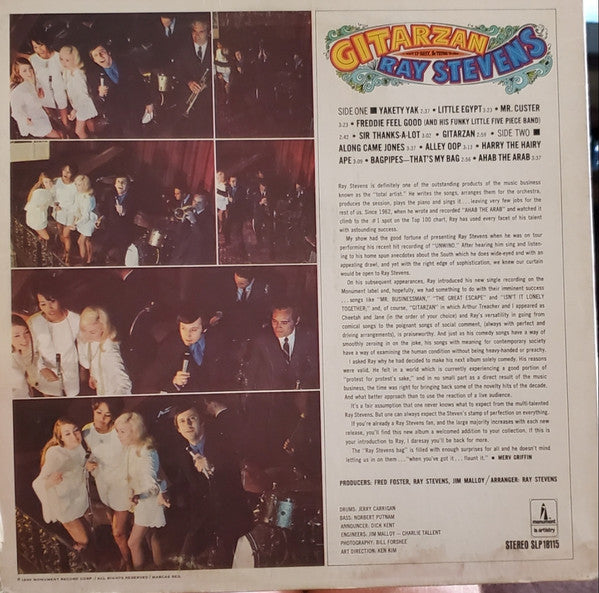 GITARZAN
RAY STEVENS
SIDE ONE ■ YAKETY YAK 2:37 • LITTLE EGYPT 3:23 • MR. CUSTER
3:23 • FREDDIE FEEL GOOD (AND HIS FUNKY LITTLE FIVE PIECE BAND)
2:42 • SIR THANKS-A-LOT 3:02 • GITARZAN 2:59 • SIDE TWO ■
ALONG CAME JONES 3:37 • ALLEY OOP 3:13 • HARRY THE HAIRY
APE 3:09 • BAGPIPES—THAT'S MY BAG 2:56 • AHAB THE ARAB 3:37
Ray Stevens is definitely one of the outstanding products of the music business
known as the "total artist." He writes the songs, arranges them for the orchestra,
produces the session, plays the piano and sings it . . . leaving very few jobs for the
rest of us. Since 1962, when he wrote and recorded "AHAB THE ARAB" and watched it
climb to the #1 spot on the Top 100 chart, Ray has used every facet of his talent
with astounding success.
My show had the good fortune of presenting Ray Stevens when he was on tour
performing his recent hit recording of "UNWIND." After hearing him sing and listen-
ing to his home spun anecdotes about the South which he does wide-eyed and with an
appealing drawl, and yet with the right edge of sophistication, we knew our curtain
would be open to Ray Stevens.
On his subsequent appearances, Ray introduced his new single recording on the
Monument label and, hopefully, we had something to do with their imminent success
. . . songs like "MR. BUSINESSMAN," "THE GREAT ESCAPE" and "ISN'T IT LONELY
TOGETHER," and, of course, "GITARZAN" in which Arthur Treacher and I appeared as
Cheetah and Jane (in the order of your choice) and Ray's versatility in going from
comical songs to the poignant songs of social comment, (always with perfect and
driving arrangements), is praiseworthy. And just as his comedy songs have a way of
smoothly zeroing in on the joke, his songs with meaning for contemporary society
have a way of examining the human condition without being heavy-handed or preachy.
I asked Ray why he had decided to make his next album solely comedy. His reasons
were valid. He felt in a world which is currently experiencing a good portion of
"protest for protest's sake," and in no small part as a direct result of the music
business, the time was right for bringing back some of the novelty hits of the decade.
And what better approach than to use the reaction of a live audience.
It's a fair assumption that one never knows what to expect from the multi-talented
Ray Stevens. But one can always expect the Steven's stamp of perfection on everything.
If you're already a Ray Stevens fan, and the large majority increases with each new
release, you'll find this new album a welcomed addition to your collection. If this is
your introduction to Ray, I daresay you'll be back for more.
The "Ray Stevens bag" is filled with enough surprises for all and he doesn't mind
letting us in on them . . . "when you've got it . . . flaunt it." • MERV GRIFFIN
PRODUCERS: FRED FOSTER, RAY STEVENS, JIM MALLOY/ARRANGER: RAY STEVENS
DRUMS: JERRY CARRIGAN
BASS: NORBERT PUTNAM
ANNOUNCER: DICK KENT
ENGINEERS: JIM MALLOY — CHARLIE TALLENT
PHOTOGRAPHY: BILL FORSHEE
ART DIRECTION: KEN KIM
monument
is artistry
STEREO SLP 18115
MONUMENT RECORD CORP. / ALL RIGHTS RESERVED / MARCAS REG.